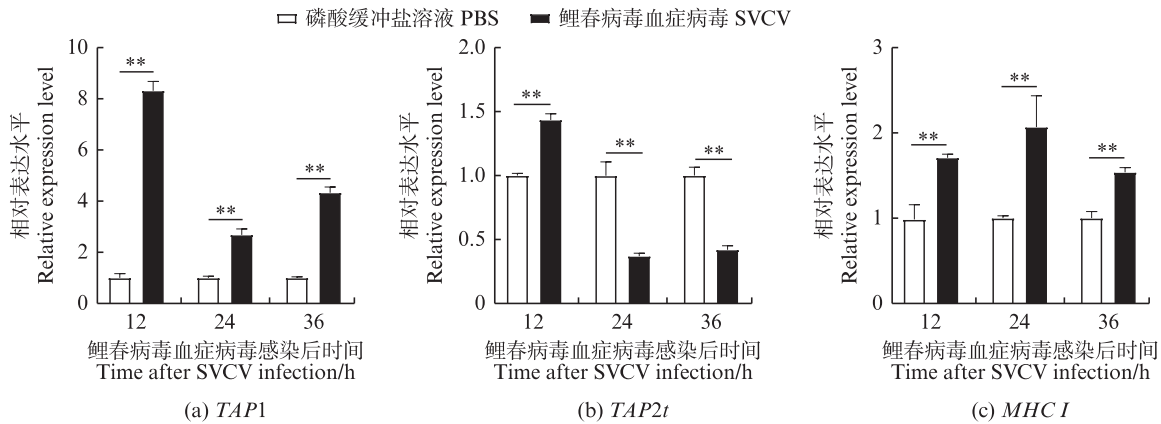 磷酸缓冲盐溶液 PBS 鲤春病毒血症病毒 SVCV
相对表达水平
Relative expression level
10
8
6
4
2
0
**
**
**
12 24 36
鲤春病毒血症病毒感染后时间
Time after SVCV infection/h
(a) TAP1
相对表达水平
Relative expression level
2.0
1.5
1.0
0.5
0
**
**
**
12 24 36
鲤春病毒血症病毒感染后时间
Time after SVCV infection/h
(b) TAP2t
相对表达水平
Relative expression level
3
2
1
0
**
**
**
12 24 36
鲤春病毒血症病毒感染后时间
Time after SVCV infection/h
(c) MHC I